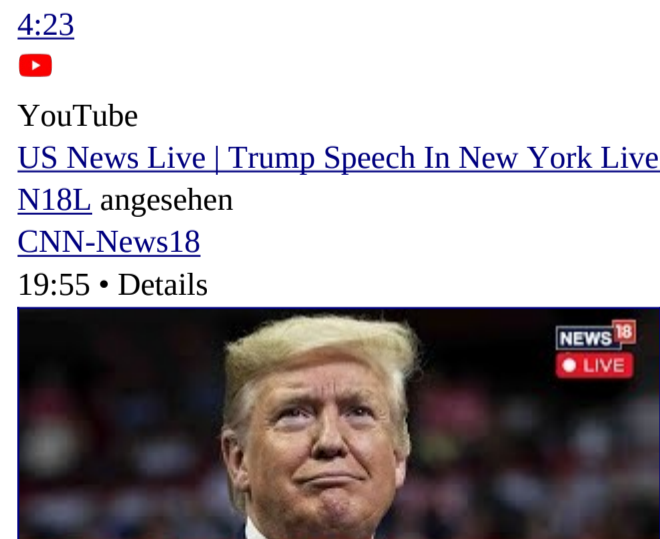 4:23
YouTube
US News Live | Trump Speech In New York Live
N18L angesehen
CNN-News18
19:55 • Details
NEWS 18
LIVE